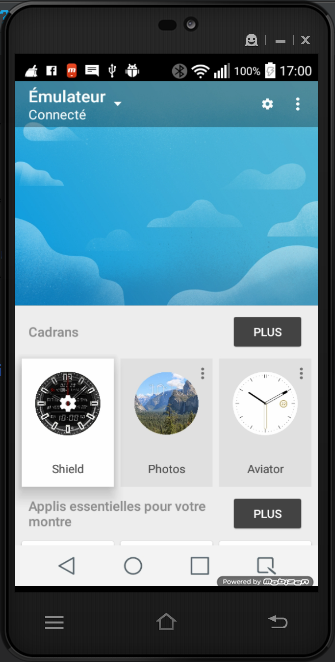 100% 17:00
Émulateur
Connecté
Cadrans
PLUS
Shield
Photos
Aviator
Applis essentielles pour votre
montre
PLUS
Powered by Mobizen